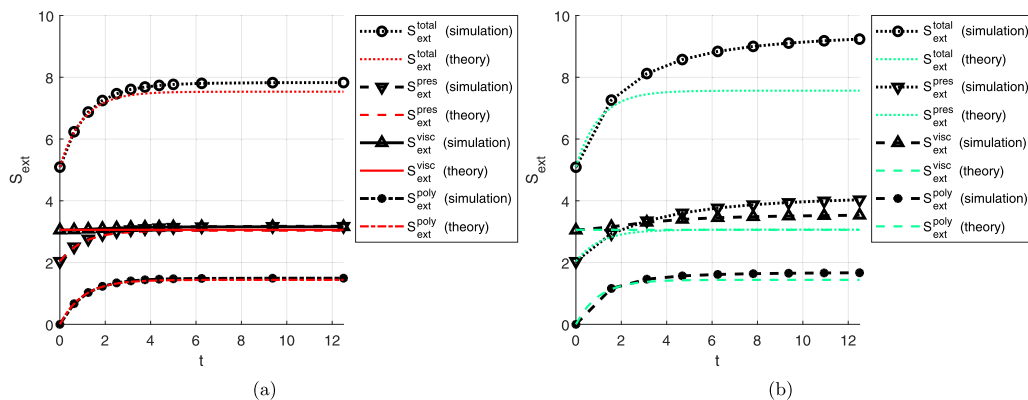 10
8
6
4
2
0
S_ext
0 2 4 6 8 10 12
t
S_ext^total (simulation)
S_ext^total (theory)
S_ext^pres (simulation)
S_ext^pres (theory)
S_ext^visc (simulation)
S_ext^visc (theory)
S_ext^poly (simulation)
S_ext^poly (theory)
(a)
10
8
6
4
2
0
S_ext
0 2 4 6 8 10 12
t
S_ext^total (simulation)
S_ext^total (theory)
S_ext^pres (simulation)
S_ext^pres (theory)
S_ext^visc (simulation)
S_ext^visc (theory)
S_ext^poly (simulation)
S_ext^poly (theory)
(b)